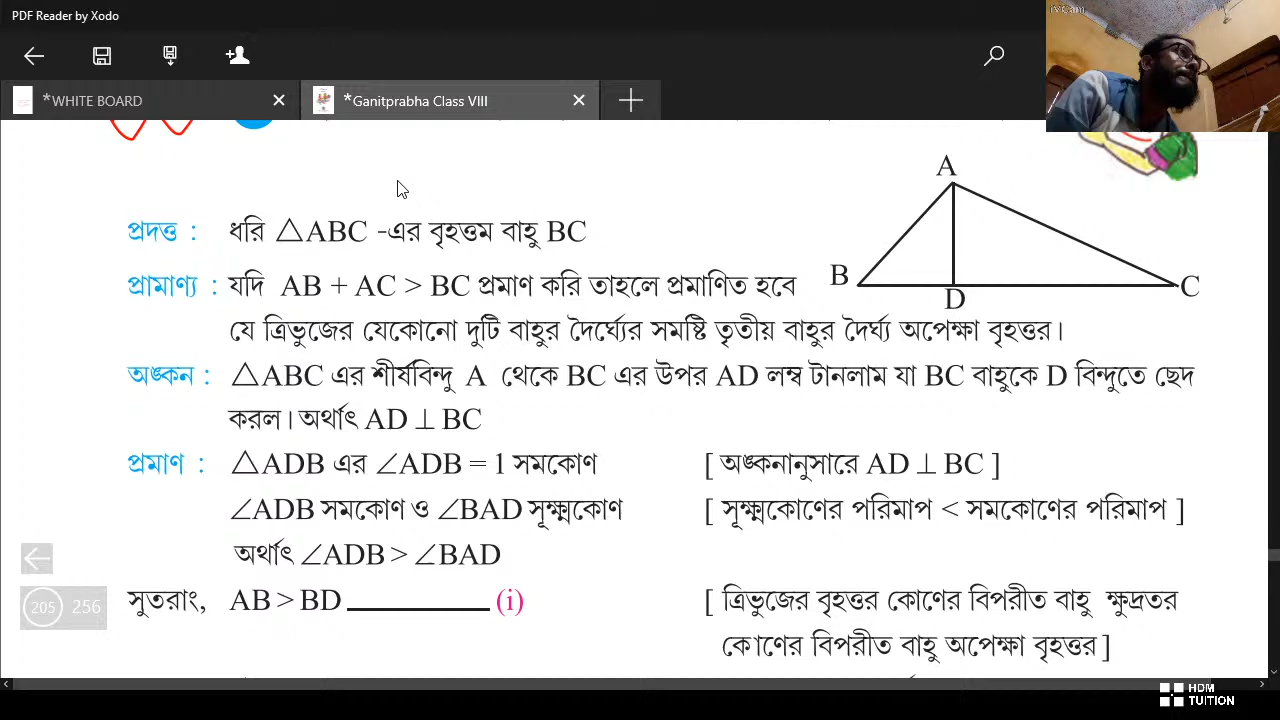 PDF Reader by Xodo
iVCam
*WHITE BOARD
*Ganitprabha Class VIII
A
প্রদত্ত : ধরি △ABC -এর বৃহত্তম বাহু BC
প্রামাণ্য : যদি AB + AC > BC প্রমাণ করি তাহলে প্রমাণিত হবে
B
D
C
যে ত্রিভুজের যেকোনো দুটি বাহুর দৈর্ঘ্যের সমষ্টি তৃতীয় বাহুর দৈর্ঘ্য অপেক্ষা বৃহত্তর।
অঙ্কন : △ABC এর শীর্ষবিন্দু A থেকে BC এর উপর AD লম্ব টানলাম যা BC বাহুকে D বিন্দুতে ছেদ
করল। অর্থাৎ AD ⊥ BC
প্রমাণ : △ADB এর ∠ADB = 1 সমকোণ [ অঙ্কনানুসারে AD ⊥ BC ]
∠ADB সমকোণ ও ∠BAD সূক্ষ্মকোণ [ সূক্ষ্মকোণের পরিমাপ < সমকোণের পরিমাপ ]
অর্থাৎ ∠ADB > ∠BAD
205 256
সুতরাং, AB > BD __________ (i) [ ত্রিভুজের বৃহত্তর কোণের বিপরীত বাহু ক্ষুদ্রতর
কোণের বিপরীত বাহু অপেক্ষা বৃহত্তর ]
HDM
TUITION